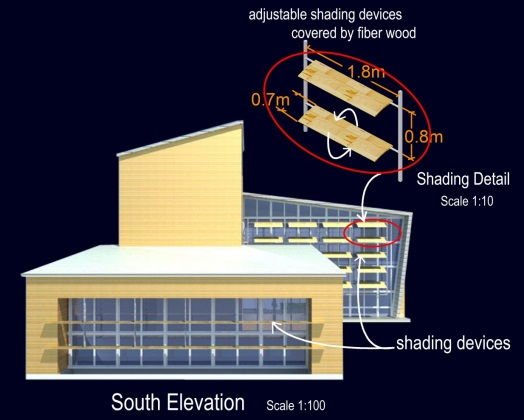 adjustable shading devices
covered by fiber wood
1.8m
0.7m
0.8m
Shading Detail
Scale 1:10
shading devices
South Elevation Scale 1:100